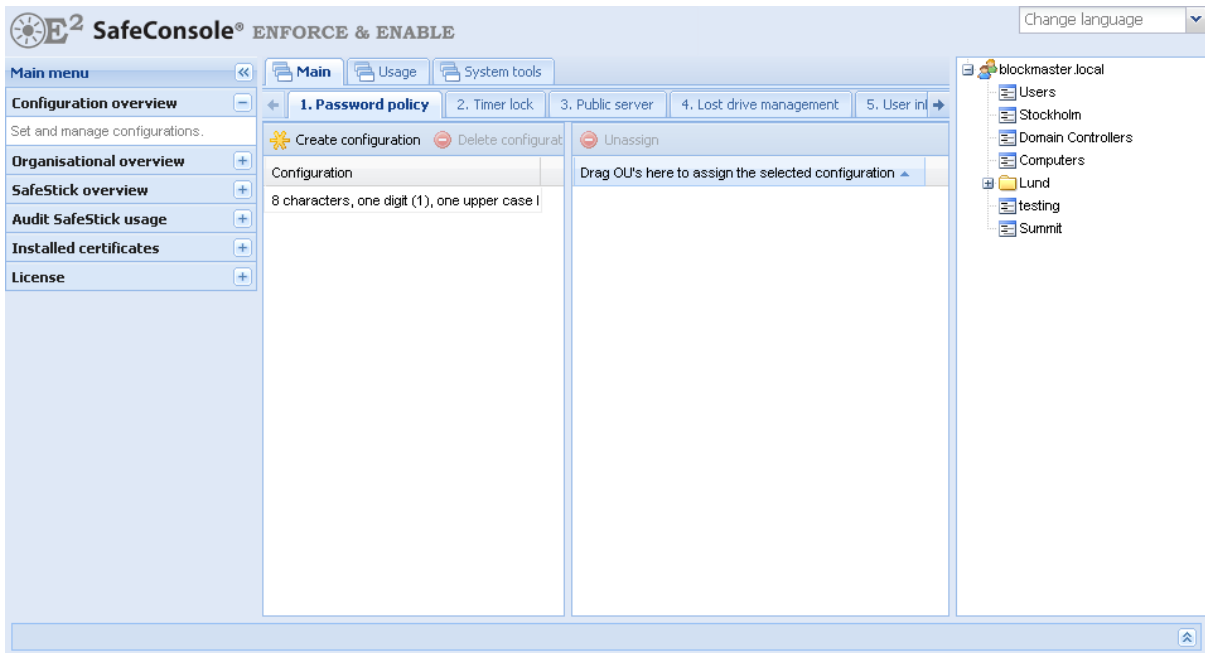 E² SafeConsole® ENFORCE & ENABLE
Change language
Main menu
Configuration overview
Set and manage configurations.
Organisational overview
SafeStick overview
Audit SafeStick usage
Installed certificates
License
Main Usage System tools
1. Password policy 2. Timer lock 3. Public server 4. Lost drive management 5. User
Create configuration Delete configurat
Unassign
Configuration
Drag OU's here to assign the selected configuration
8 characters, one digit (1), one upper case l
blockmaster.local
Users
Stockholm
Domain Controllers
Computers
Lund
testing
Summit